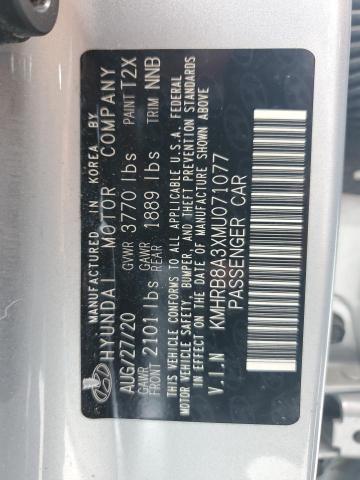 MANUFACTURED IN KOREA BY
HYUNDAI MOTOR COMPANY
AUG/27/20 GVWR 3770 lbs PAINT T2X
GAWR FRONT 2101 lbs GAWR REAR 1889 lbs TRIM NNB
THIS VEHICLE CONFORMS TO ALL APPLICABLE U.S.A. FEDERAL
MOTOR VEHICLE SAFETY, BUMPER, AND THEFT PREVENTION STANDARDS
IN EFFECT ON THE DATE OF MANUFACTURE SHOWN ABOVE
V.I.N KMHRB8A3XMU071077
PASSENGER CAR